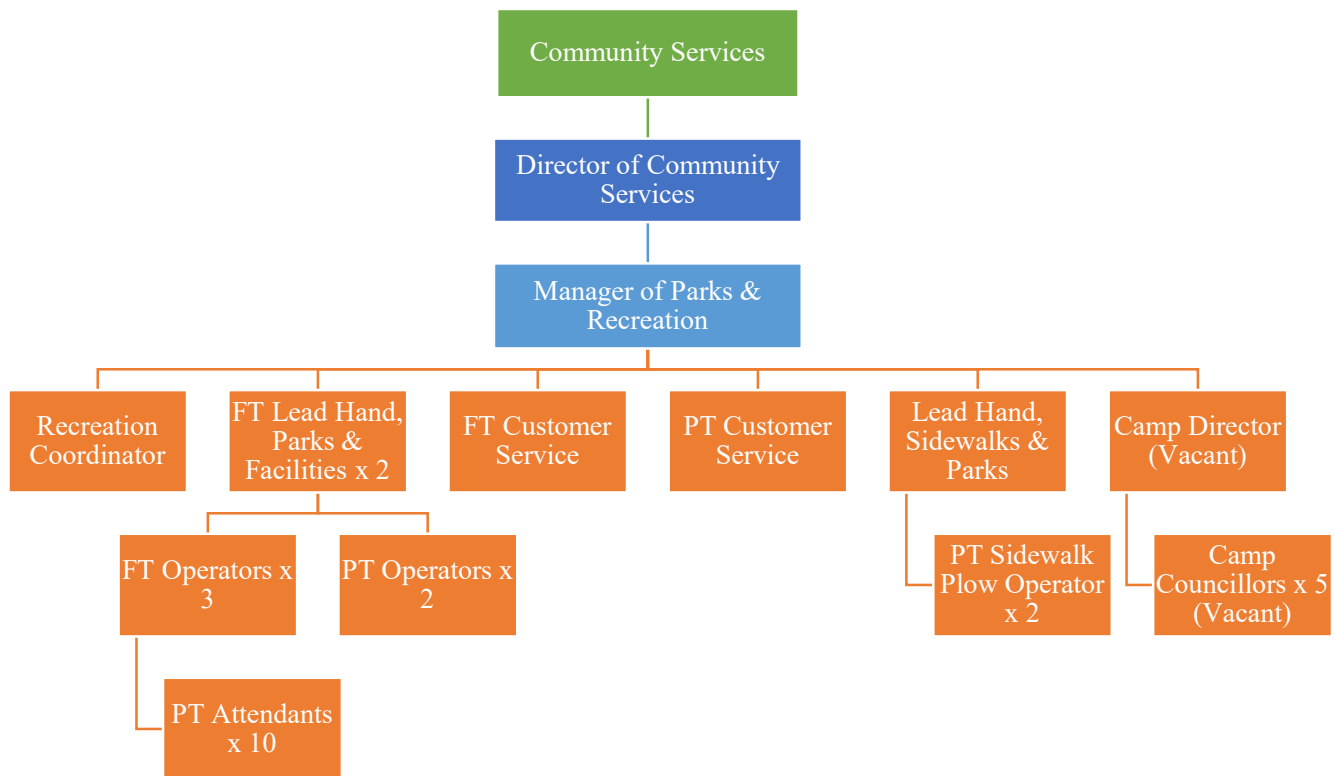 Community Services
Director of Community
Services
Manager of Parks &
Recreation
Recreation
Coordinator
FT Lead Hand,
Parks &
Facilities x 2
FT Customer
Service
PT Customer
Service
Lead Hand,
Sidewalks &
Parks
Camp Director
(Vacant)
FT Operators x
3
PT Operators x
2
PT Sidewalk
Plow Operator
x 2
Camp
Councillors x 5
(Vacant)
PT Attendants
x 10